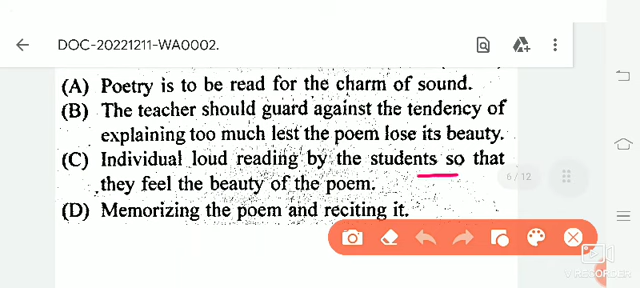 DOC-20221211-WA0002.
(A) Poetry is to be read for the charm of sound.
(B) The teacher should guard against the tendency of
explaining too much lest the poem lose its beauty.
(C) Individual loud reading by the students so that
they feel the beauty of the poem.
6 / 12
(D) Memorizing the poem and reciting it.
RECORDER